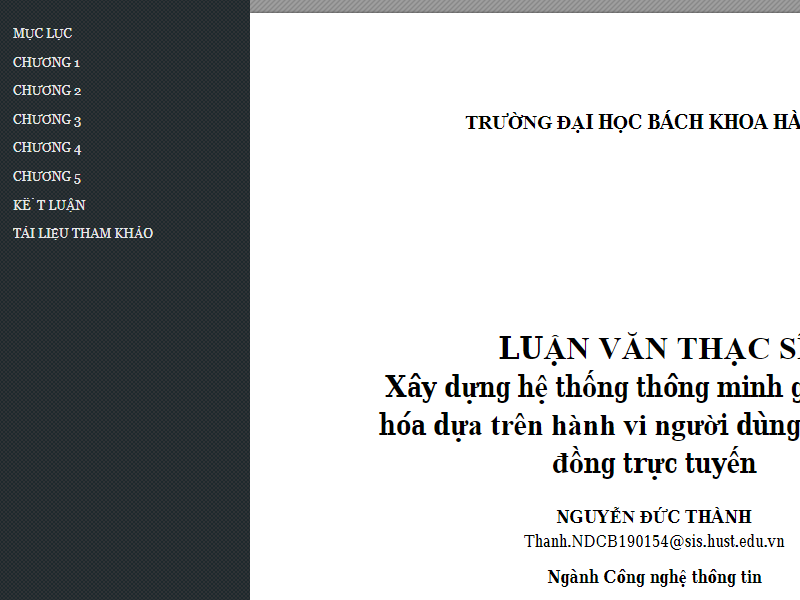 MỤC LỤC
CHƯƠNG 1
CHƯƠNG 2
CHƯƠNG 3
CHƯƠNG 4
CHƯƠNG 5
KẾT LUẬN
TÀI LIỆU THAM KHẢO
TRƯỜNG ĐẠI HỌC BÁCH KHOA HÀ
LUẬN VĂN THẠC SĨ
Xây dựng hệ thống thông minh
hóa dựa trên hành vi người dùng
đồng trực tuyến
NGUYỄN ĐỨC THÀNH
Thanh.NDCB190154@sis.hust.edu.vn
Ngành Công nghệ thông tin